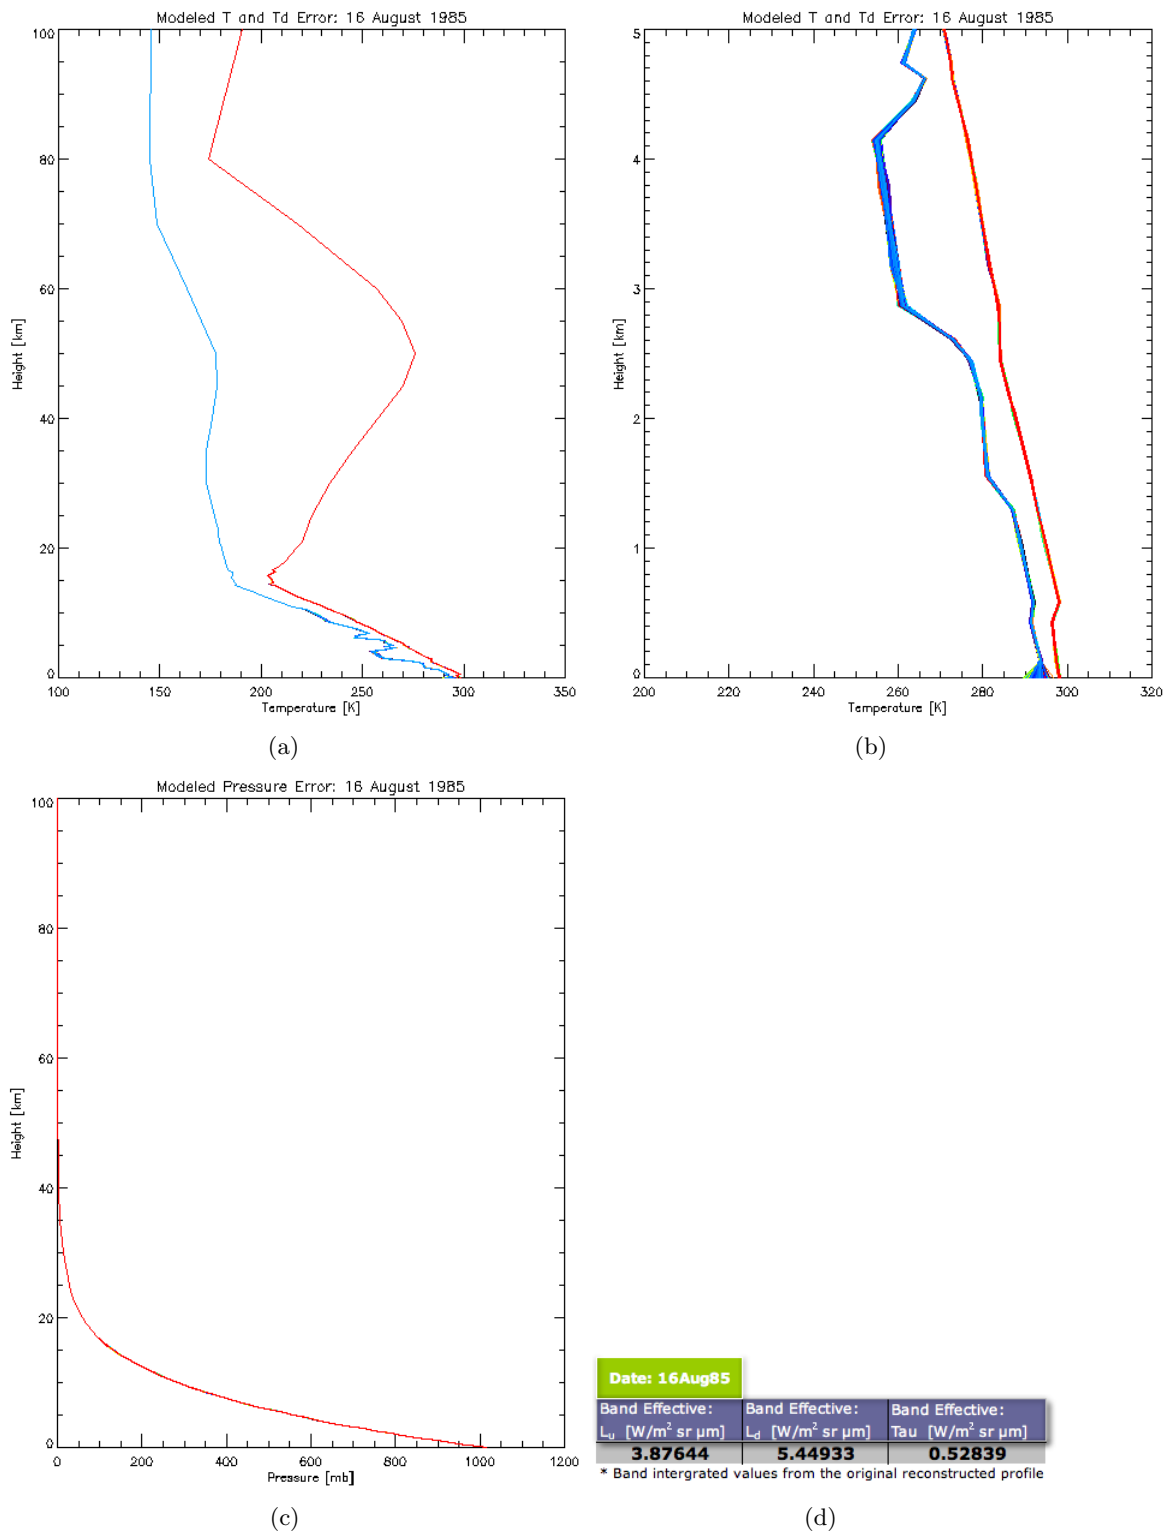 Modeled T and Td Error: 16 August 1985
100
80
60
40
20
0
Height [km]
100 150 200 250 300 350
Temperature [K]
(a)
Modeled T and Td Error: 16 August 1985
5
4
3
2
1
0
Height [km]
200 220 240 260 280 300 320
Temperature [K]
(b)
Modeled Pressure Error: 16 August 1985
100
80
60
40
20
0
Height [km]
0 200 400 600 800 1000 1200
Pressure [mb]
(c)
Date: 16Aug85
Band Effective: Band Effective: Band Effective:
Lu [W/m² sr µm] Ld [W/m² sr µm] Tau [W/m² sr µm]
3.87644 5.44933 0.52839
* Band intergrated values from the original reconstructed profile
(d)